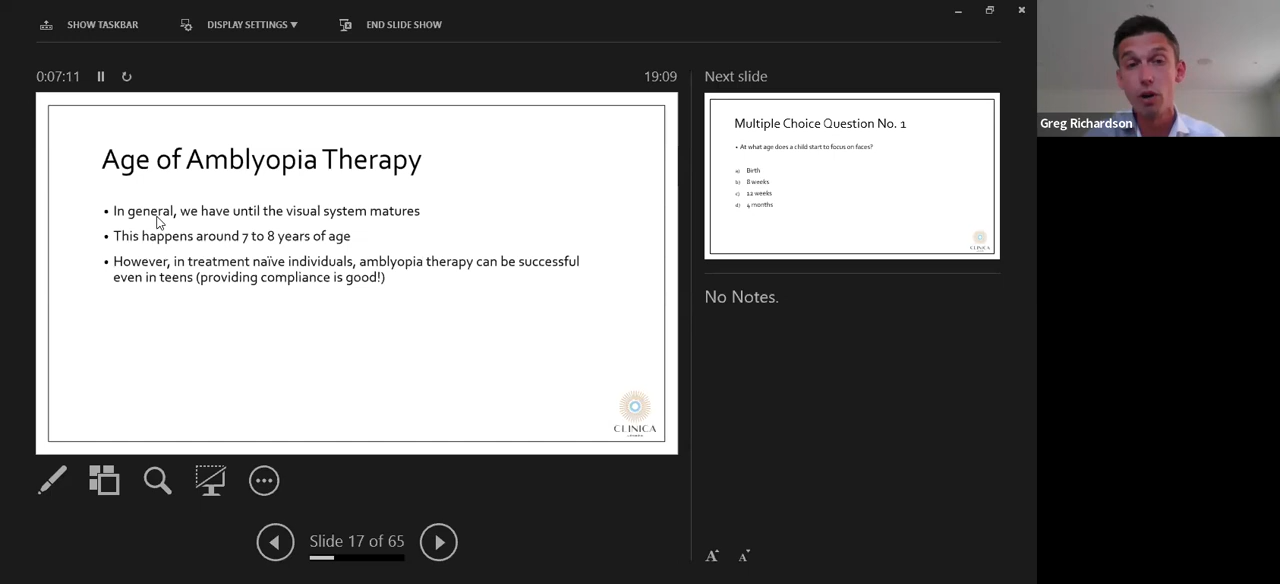 SHOW TASKBAR
DISPLAY SETTINGS ▼
END SLIDE SHOW
0:07:11
19:09
Next slide
Age of Amblyopia Therapy
• In general, we have until the visual system matures
• This happens around 7 to 8 years of age
• However, in treatment naïve individuals, amblyopia therapy can be successful
even in teens (providing compliance is good!)
CLINICA
LONDON
Multiple Choice Question No. 1
• At what age does a child start to focus on faces?
a) Birth
b) 8 weeks
c) 12 weeks
d) 4 months
CLINICA
No Notes.
Slide 17 of 65
A A
Greg Richardson